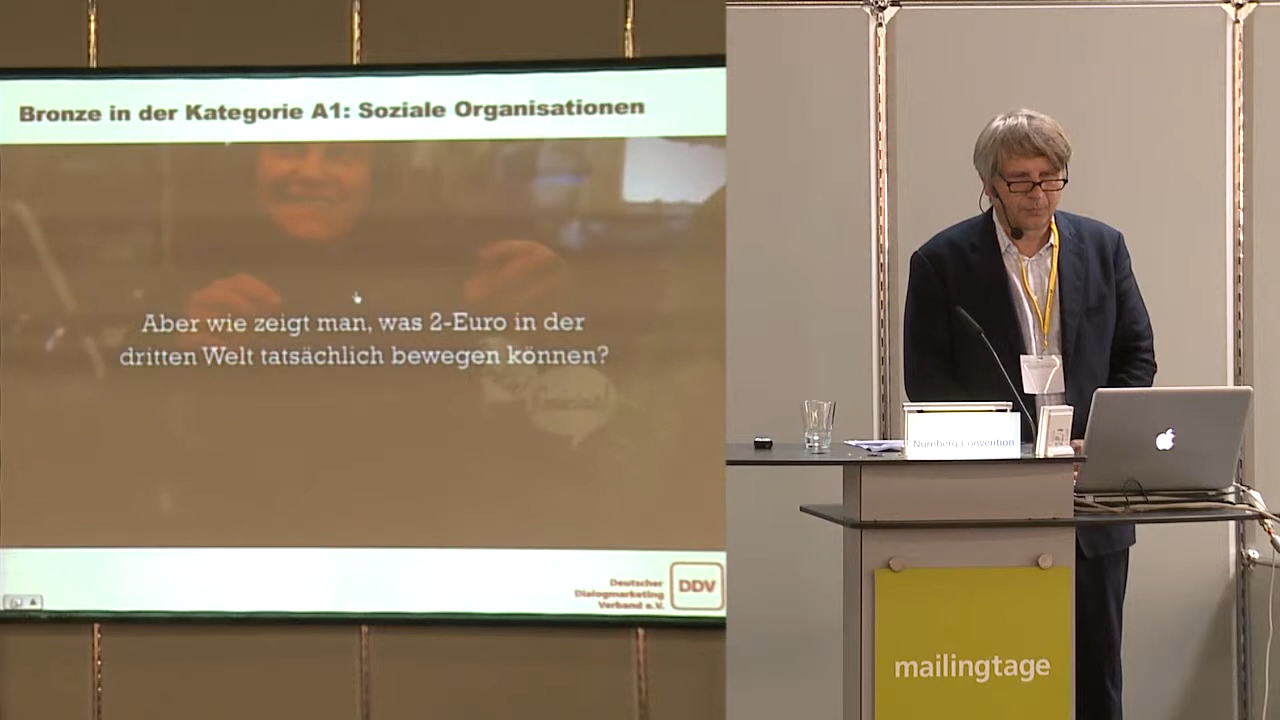 Bronze in der Kategorie A1: Soziale Organisationen
Aber wie zeigt man, was 2-Euro in der
dritten Welt tatsächlich bewegen können?
Deutscher
Dialogmarketing
Verband e.V.
DDV
Nürnberg Convention
mailingtage